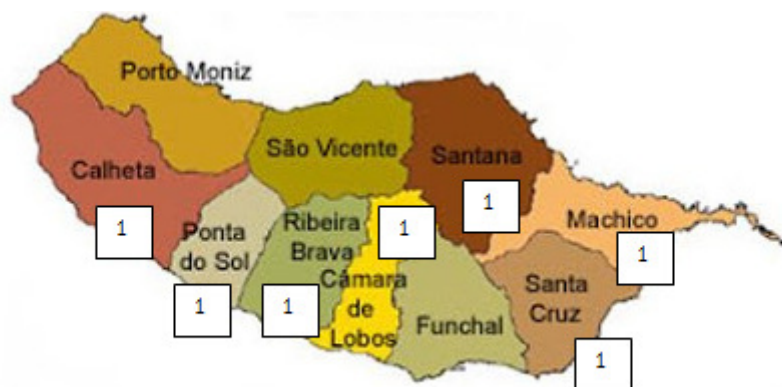 Porto Moniz
Calheta
São Vicente
Santana
Machico
Ponta
do Sol
Ribeira
Brava
Câmara
de
Lobos
Funchal
Santa
Cruz
1
1
1
1
1
1
1